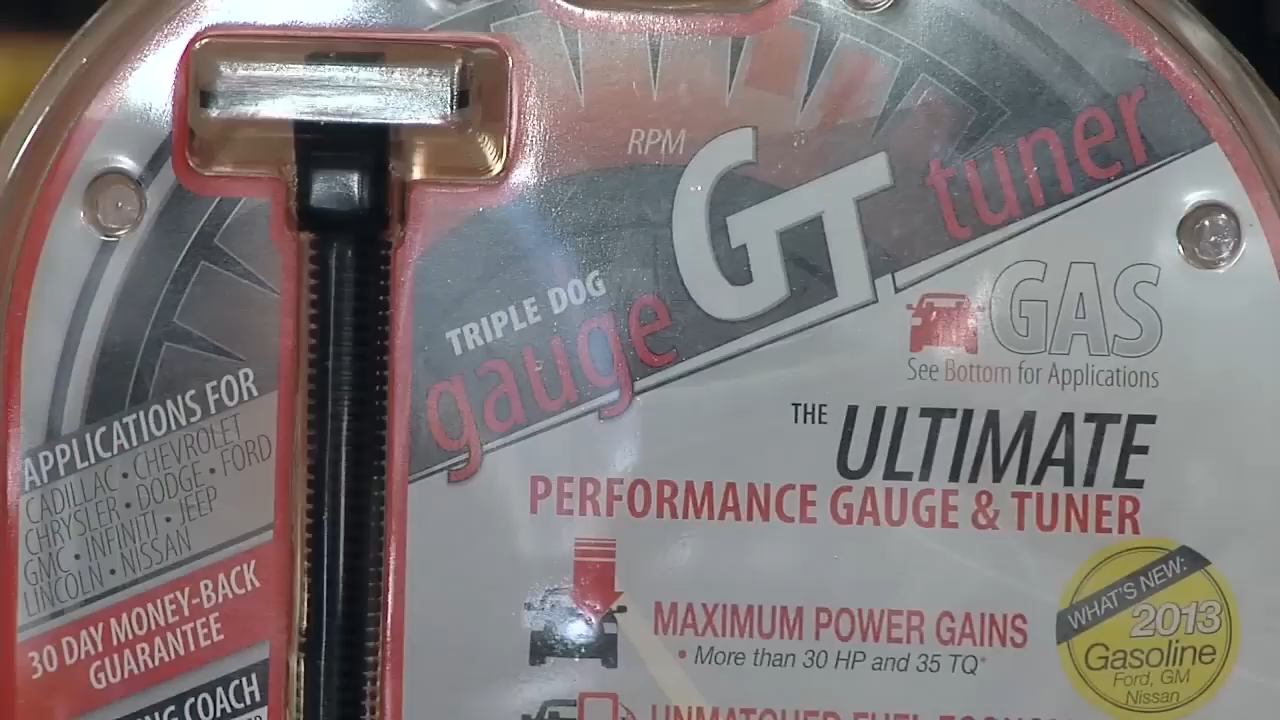 RPM
TRIPLE DOG
gauge GT tuner
GAS
See Bottom for Applications
THE ULTIMATE
PERFORMANCE GAUGE & TUNER
APPLICATIONS FOR
CADILLAC • CHEVROLET
CHRYSLER • DODGE • FORD
GMC • INFINITI • JEEP
LINCOLN • NISSAN
30 DAY MONEY-BACK
GUARANTEE
COACH
MAXIMUM POWER GAINS
• More than 30 HP and 35 TQ*
WHAT'S NEW:
2013
Gasoline
Ford, GM
Nissan
UNMATCHED FUEL